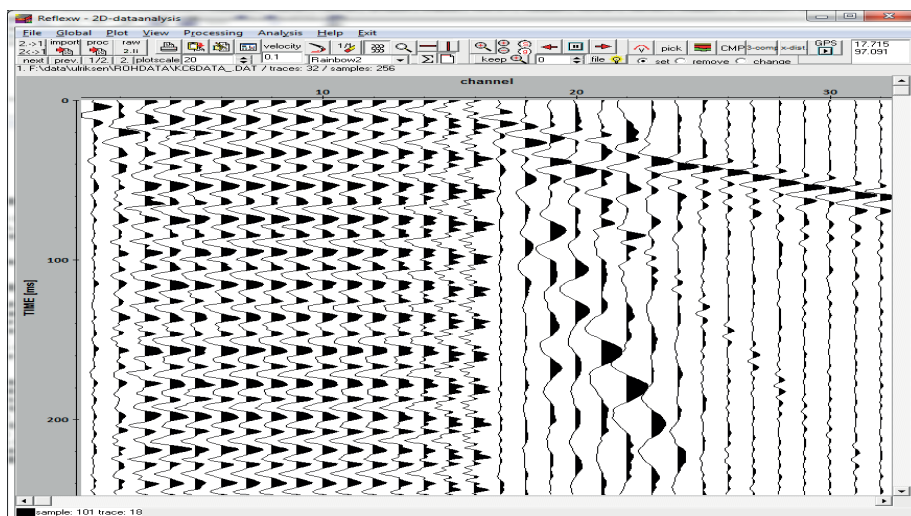 Reflexw - 2D-dataanalysis
File Global Plot View Processing Analysis Help Exit
2.->1 import proc raw velocity 1/f pick CMP 3-comp x-dist. GPS 17.715
2<->1 2.li 0.1 Rainbow2 Σ keep 0 file set remove change 97.091
next prev. 1/2. 2. plotscale 20
1. F:\data\ulriksen\ROHDATA\KC6DATA_.DAT / traces: 32 / samples: 256
channel
10 20 30
0
100
200
TIME [ms]
sample: 101 trace: 18